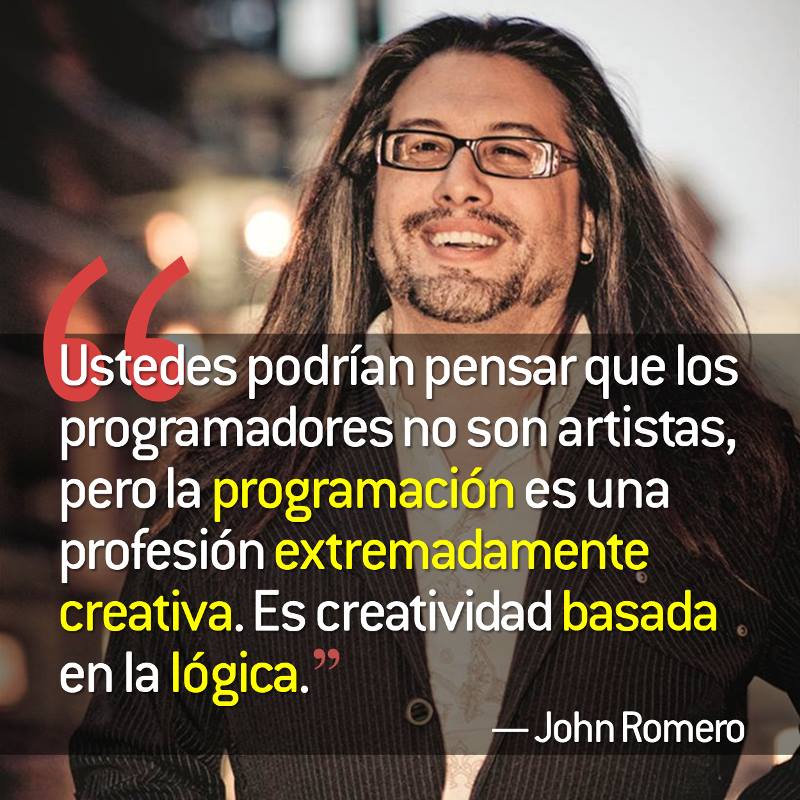 “Ustedes podrían pensar que los
programadores no son artistas,
pero la programación es una
profesión extremadamente
creativa. Es creatividad basada
en la lógica.”
— John Romero